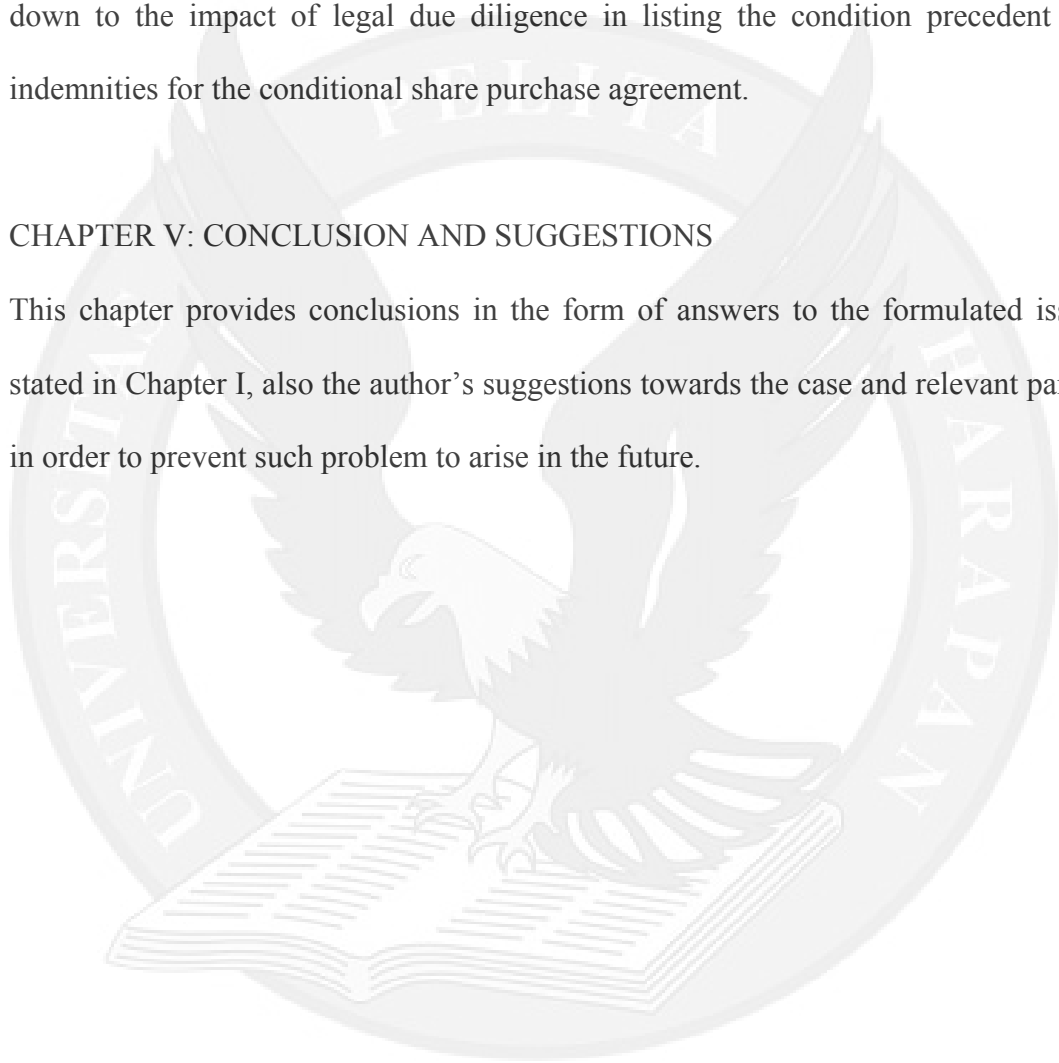 down to the impact of legal due diligence in listing the condition precedent
indemnities for the conditional share purchase agreement.
CHAPTER V: CONCLUSION AND SUGGESTIONS
This chapter provides conclusions in the form of answers to the formulated
stated in Chapter I, also the author’s suggestions towards the case and relevant
in order to prevent such problem to arise in the future.
UNIVERSITAS
PELITA
HARAPAN